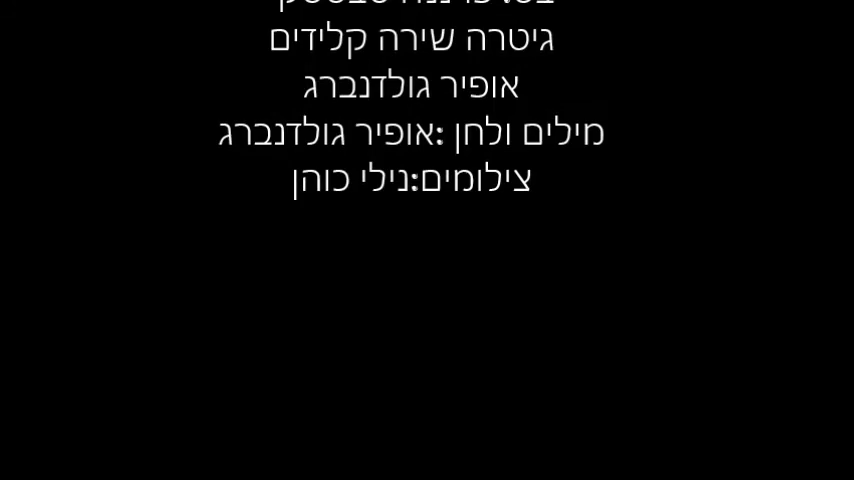 גיטרה שירה קלידים
אופיר גולדנברג
מילים ולחן :אופיר גולדנברג
צילומים:נילי כוהן